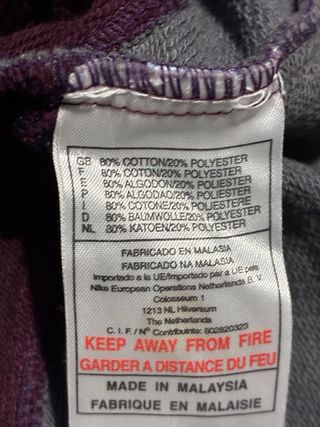 GB 80% COTTON/20% POLYESTER
F 80% COTON/20% POLYESTER
E 80% ALGODON/20% POLIESTER
P 80% ALGODAO/20% POLIESTER
I 80% COTONE/20% POLIESTERE
D 80% BAUMWOLLE/20% POLYESTER
NL 80% KATOEN/20% POLYESTER
FABRICADO EN MALASIA
FABRICADO NA MALASIA
Importado a la UE/Importado par a UE pels
Nike European Operations Netherlands B.V.
Colosseum 1
1213 NL Hilversum
The Netherlands
C.I.F./Nº Contribuinte: 802820323
KEEP AWAY FROM FIRE
GARDER A DISTANCE DU FEU
MADE IN MALAYSIA
FABRIQUE EN MALAISIE